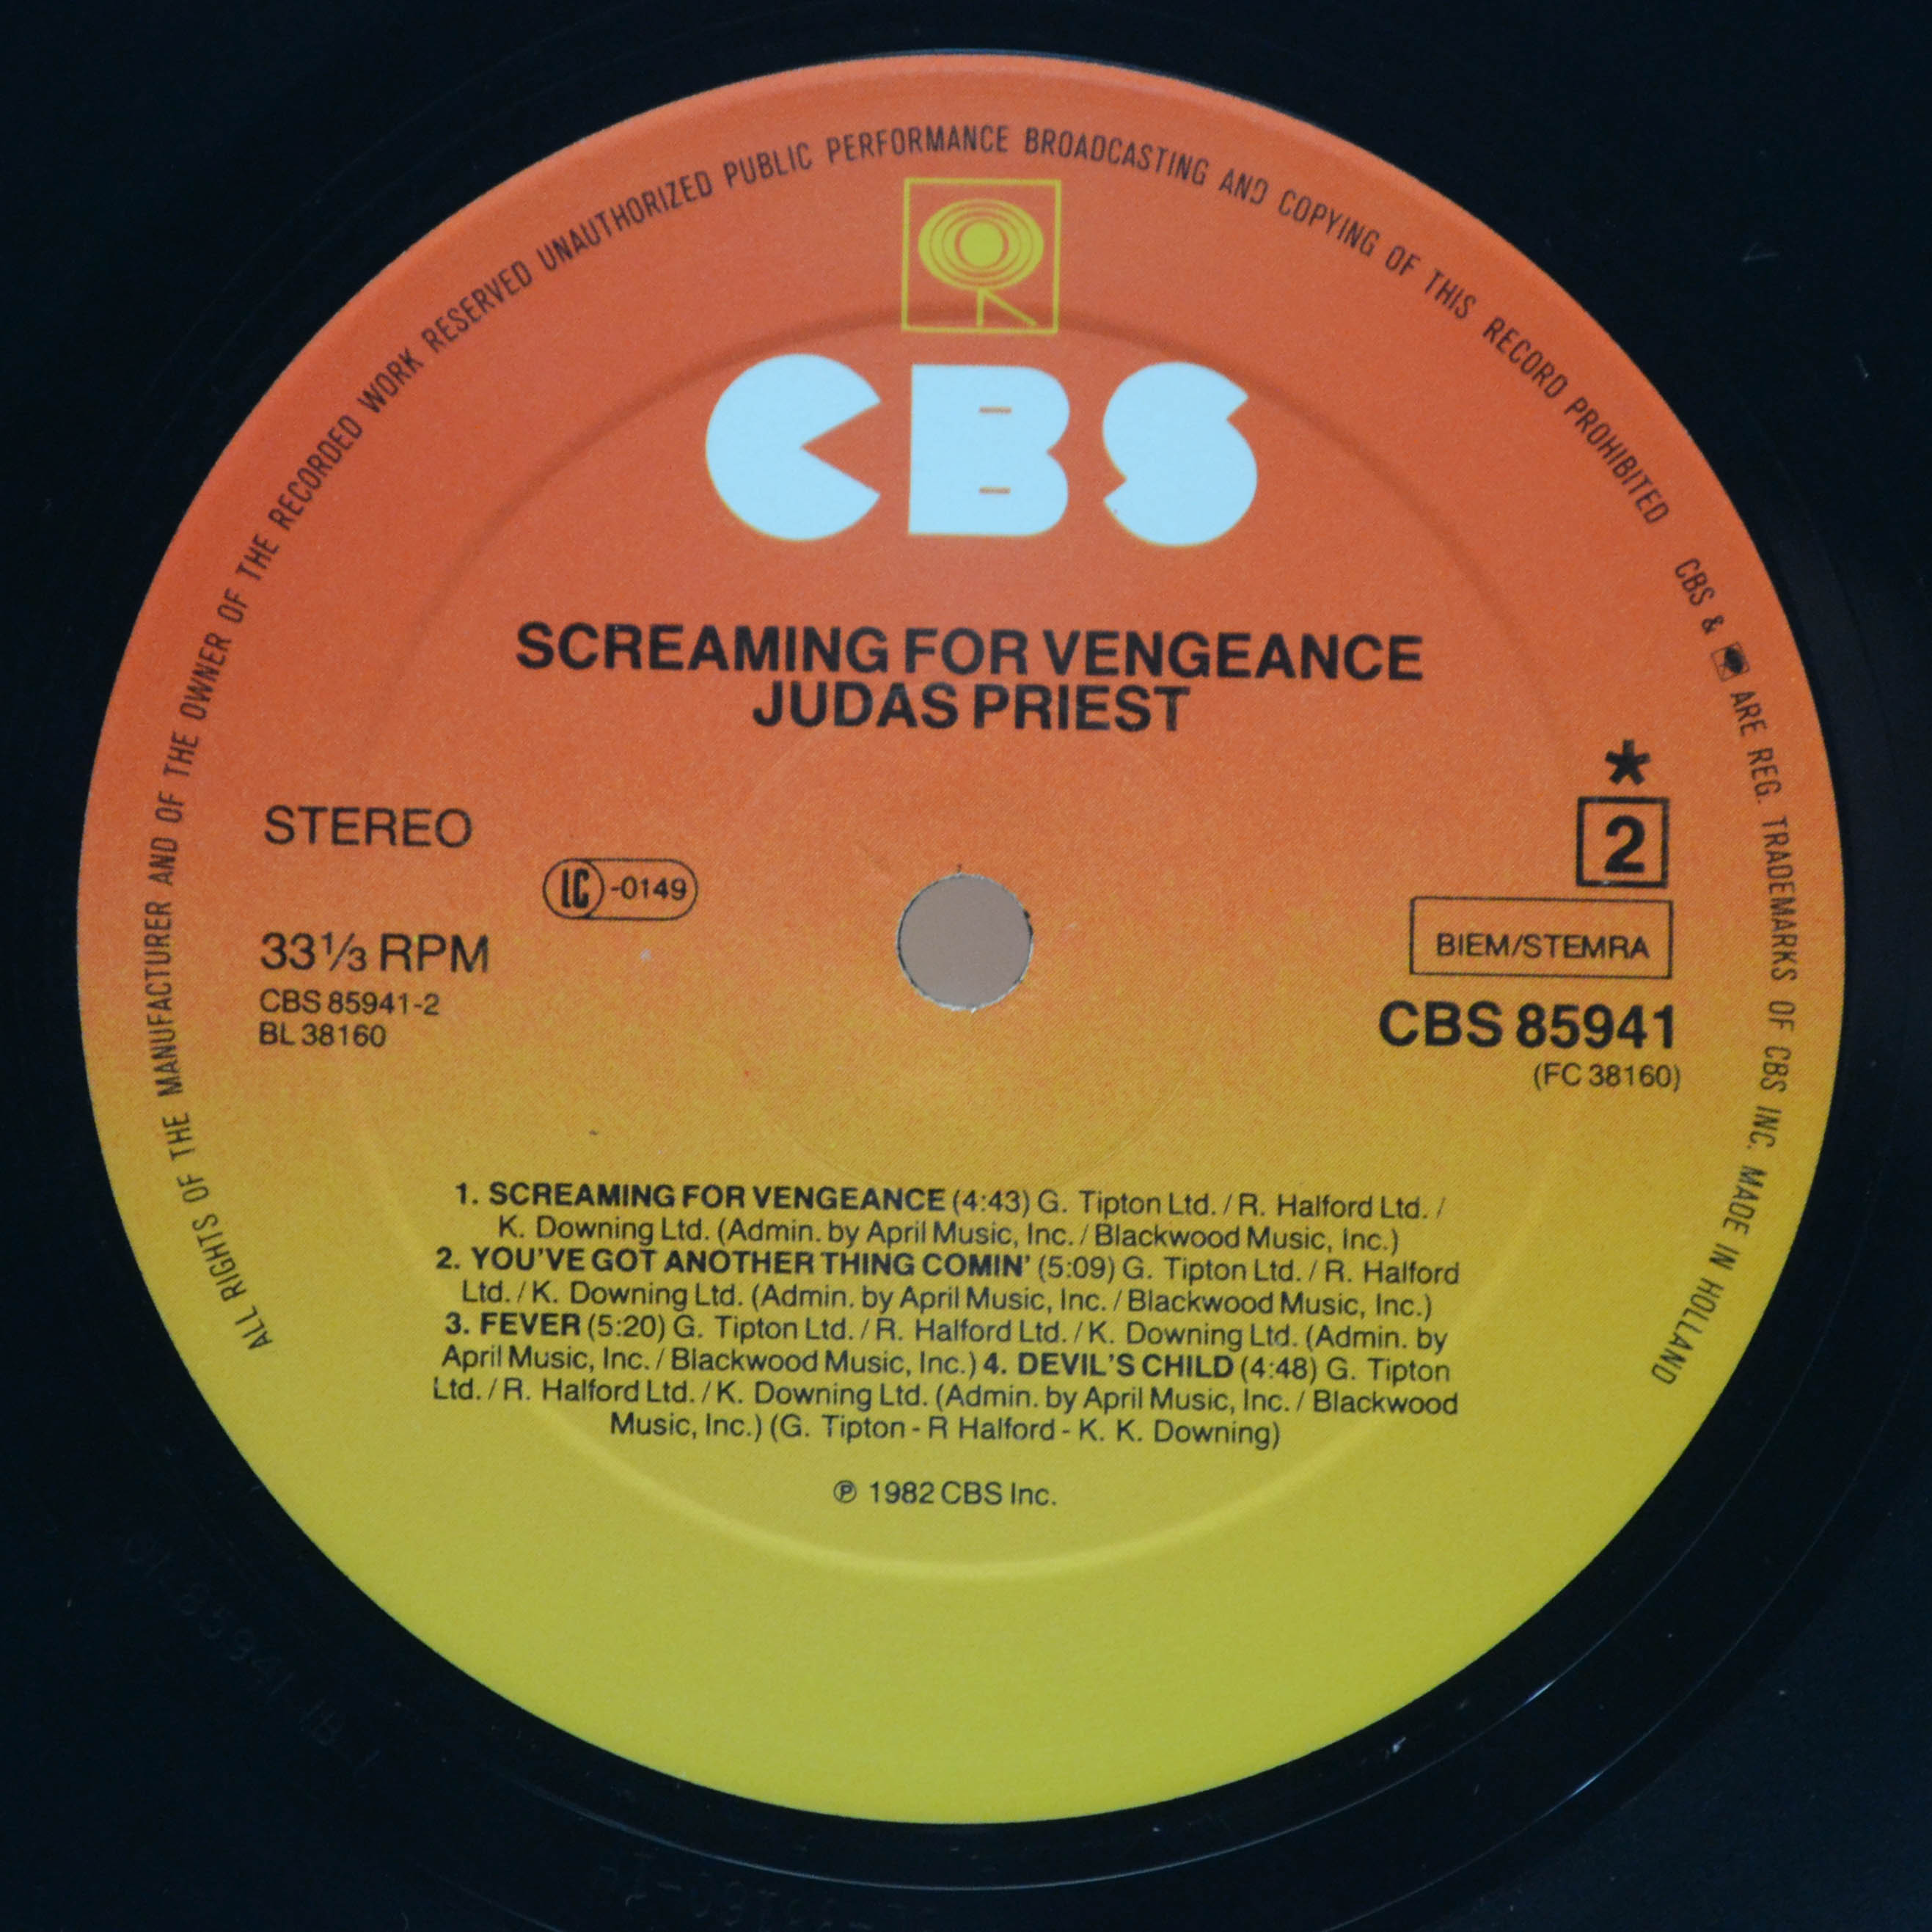 ALL RIGHTS OF THE MANUFACTURER AND OF THE OWNER OF THE RECORDED WORK RESERVED UNAUTHORIZED PUBLIC PERFORMANCE BROADCASTING AND COPYING OF THIS RECORD PROHIBITED
CBS & ARE REG. TRADEMARKS OF CBS INC. MADE IN HOLLAND
CBS
SCREAMING FOR VENGEANCE
JUDAS PRIEST
STEREO
LC -0149
33⅓ RPM
CBS 85941-2
BL 38160
*
2
BIEM/STEMRA
CBS 85941
(FC 38160)
1. SCREAMING FOR VENGEANCE (4:43) G. Tipton Ltd. / R. Halford Ltd. /
K. Downing Ltd. (Admin. by April Music, Inc. / Blackwood Music, Inc.)
2. YOU'VE GOT ANOTHER THING COMIN' (5:09) G. Tipton Ltd. / R. Halford
Ltd. / K. Downing Ltd. (Admin. by April Music, Inc. / Blackwood Music, Inc.)
3. FEVER (5:20) G. Tipton Ltd. / R. Halford Ltd. / K. Downing Ltd. (Admin. by
April Music, Inc. / Blackwood Music, Inc.) 4. DEVIL'S CHILD (4:48) G. Tipton
Ltd. / R. Halford Ltd. / K. Downing Ltd. (Admin. by April Music, Inc. / Blackwood
Music, Inc.) (G. Tipton - R Halford - K. K. Downing)
℗ 1982 CBS Inc.